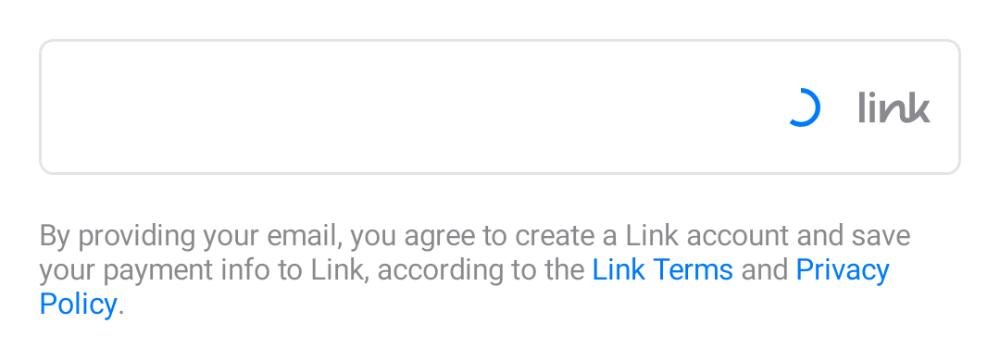 link
By providing your email, you agree to create a Link account and save
your payment info to Link, according to the Link Terms and Privacy
Policy.